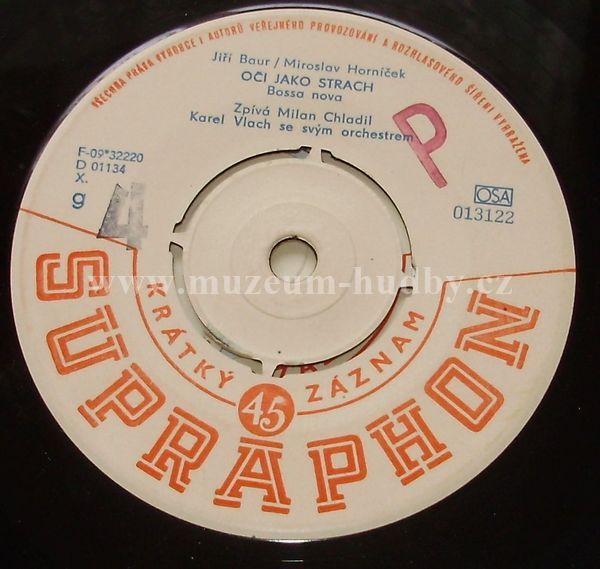 VŠECHNA PRÁVA VÝROBCE I AUTORŮ VEŘEJNÉHO PROVOZOVÁNÍ A ROZHLASOVÉHO ŠÍŘENÍ VYHRAŽENA
Jiří Baur / Miroslav Horníček
OČI JAKO STRACH
Bossa nova
Zpívá Milan Chladil
Karel Vlach se svým orchestrem
P
F-09*32220
D 01134
X.
g
4
OSA
013122
www.muzeum-hudby.cz
KRÁTKÝ 45 ZÁZNAM
SUPRAPHON